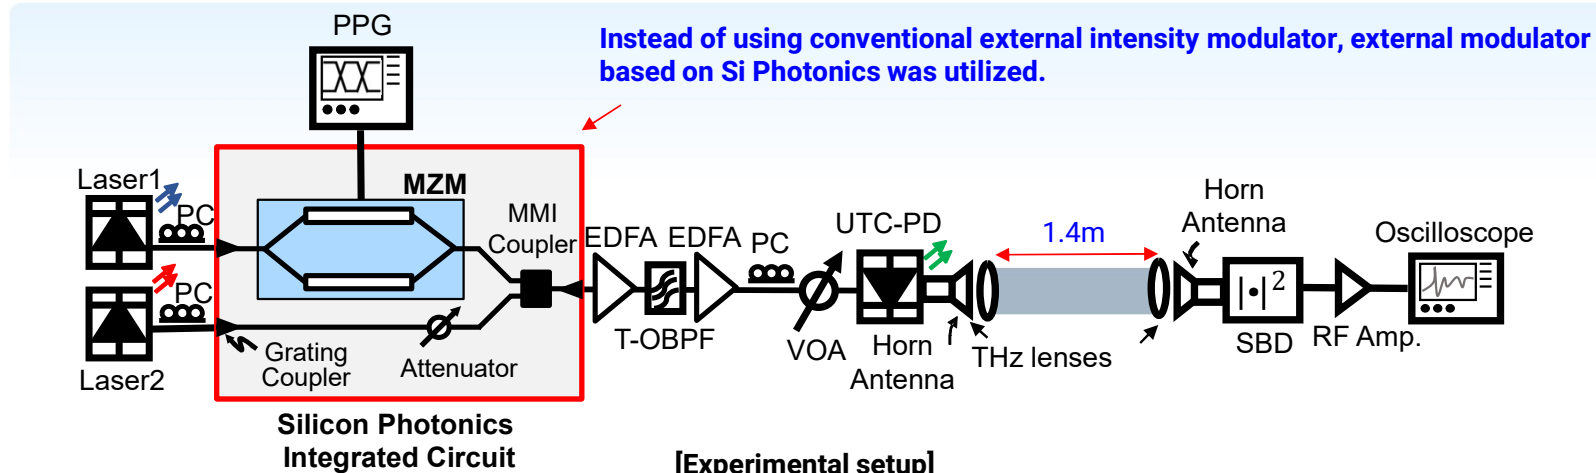 PPG
Instead of using conventional external intensity modulator, external modulator
based on Si Photonics was utilized.
Laser1
PC
MZM
MMI
Coupler
EDFA
EDFA
PC
UTC-PD
1.4m
Horn
Antenna
Oscilloscope
PC
Laser2
Grating
Coupler
Attenuator
T-OBPF
VOA
Horn
Antenna
THz lenses
|•|²
SBD
RF Amp.
Silicon Photonics
Integrated Circuit
[Experimental setup]